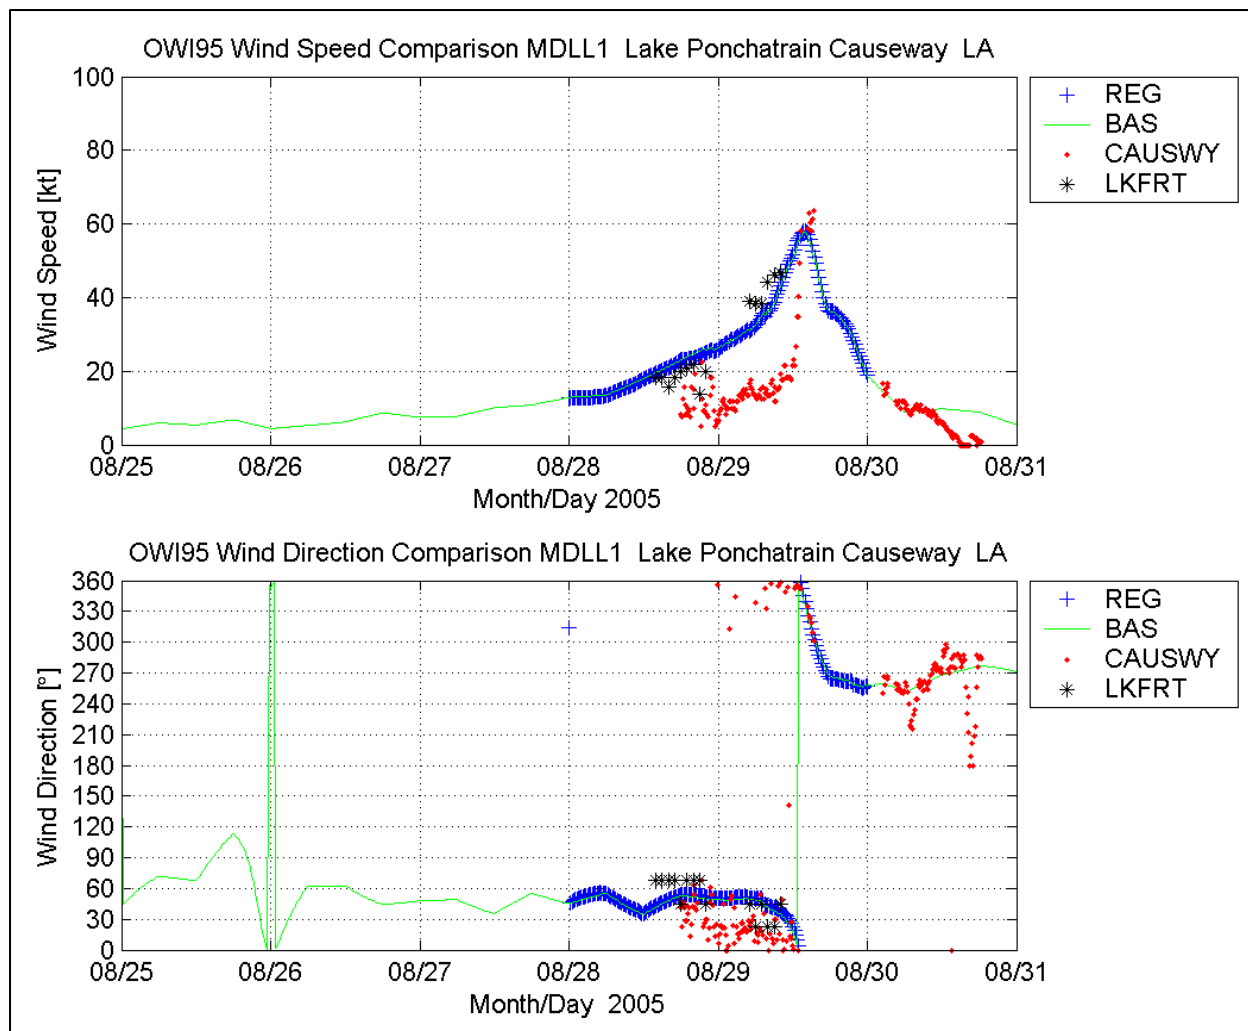 OWI95 Wind Speed Comparison MDLL1  Lake Ponchatrain Causeway  LA
100
80
60
40
20
0
Wind Speed [kt]
08/25 08/26 08/27 08/28 08/29 08/30 08/31
Month/Day 2005
REG
BAS
CAUSWY
LKFRT
OWI95 Wind Direction Comparison MDLL1  Lake Ponchatrain Causeway  LA
360
330
300
270
240
210
180
150
120
90
60
30
0
Wind Direction [°]
08/25 08/26 08/27 08/28 08/29 08/30 08/31
Month/Day  2005
REG
BAS
CAUSWY
LKFRT